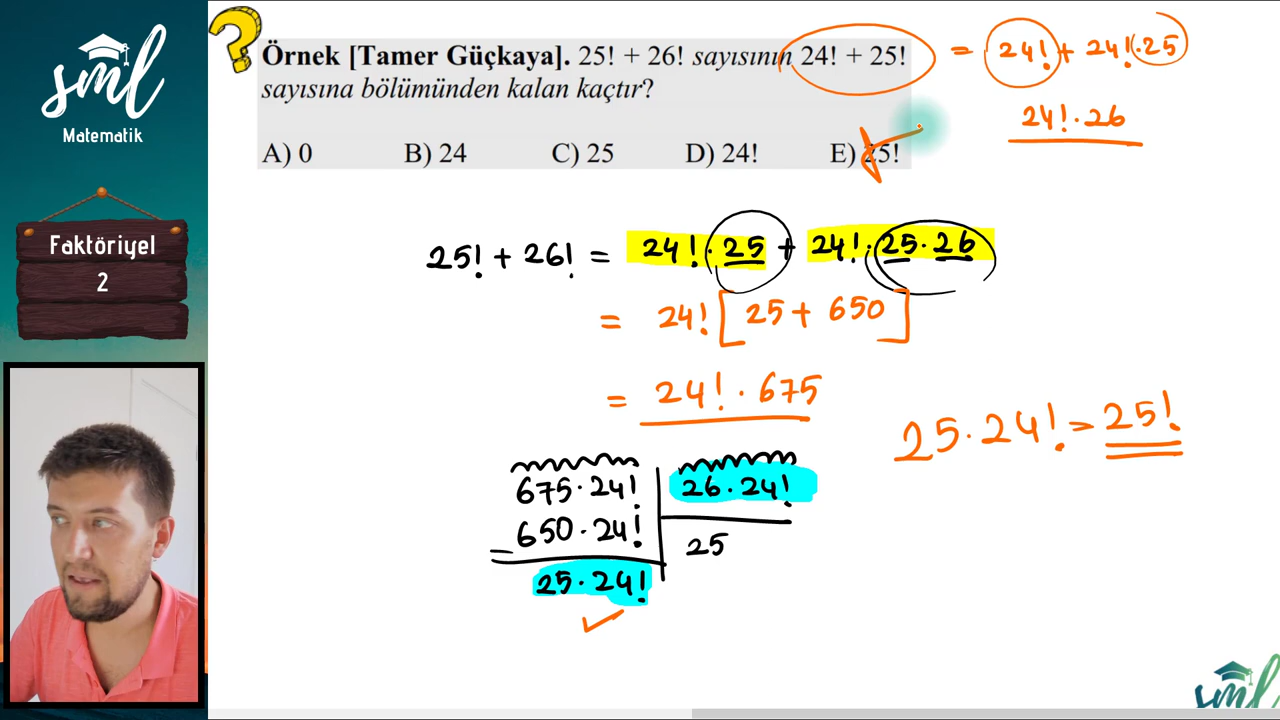 sml
Matematik
Faktöriyel
2
Örnek [Tamer Güçkaya]. 25! + 26! sayısının 24! + 25!
sayısına bölümünden kalan kaçtır?
A) 0 B) 24 C) 25 D) 24! E) 25!
= 24! + 24!.25
24!.26
25! + 26! = 24!.25 + 24!.25.26
= 24! [25 + 650]
= 24!.675
25.24! = 25!
675.24! 26.24!
650.24! 25
25.24!
sml